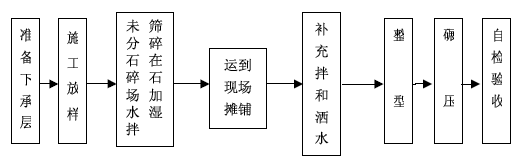 准备下承层
施工放样
未筛
分碎
石在
碎石
场加
水湿
拌
运到
现场
摊铺
补充拌和洒水
整型
碾压
自检验收